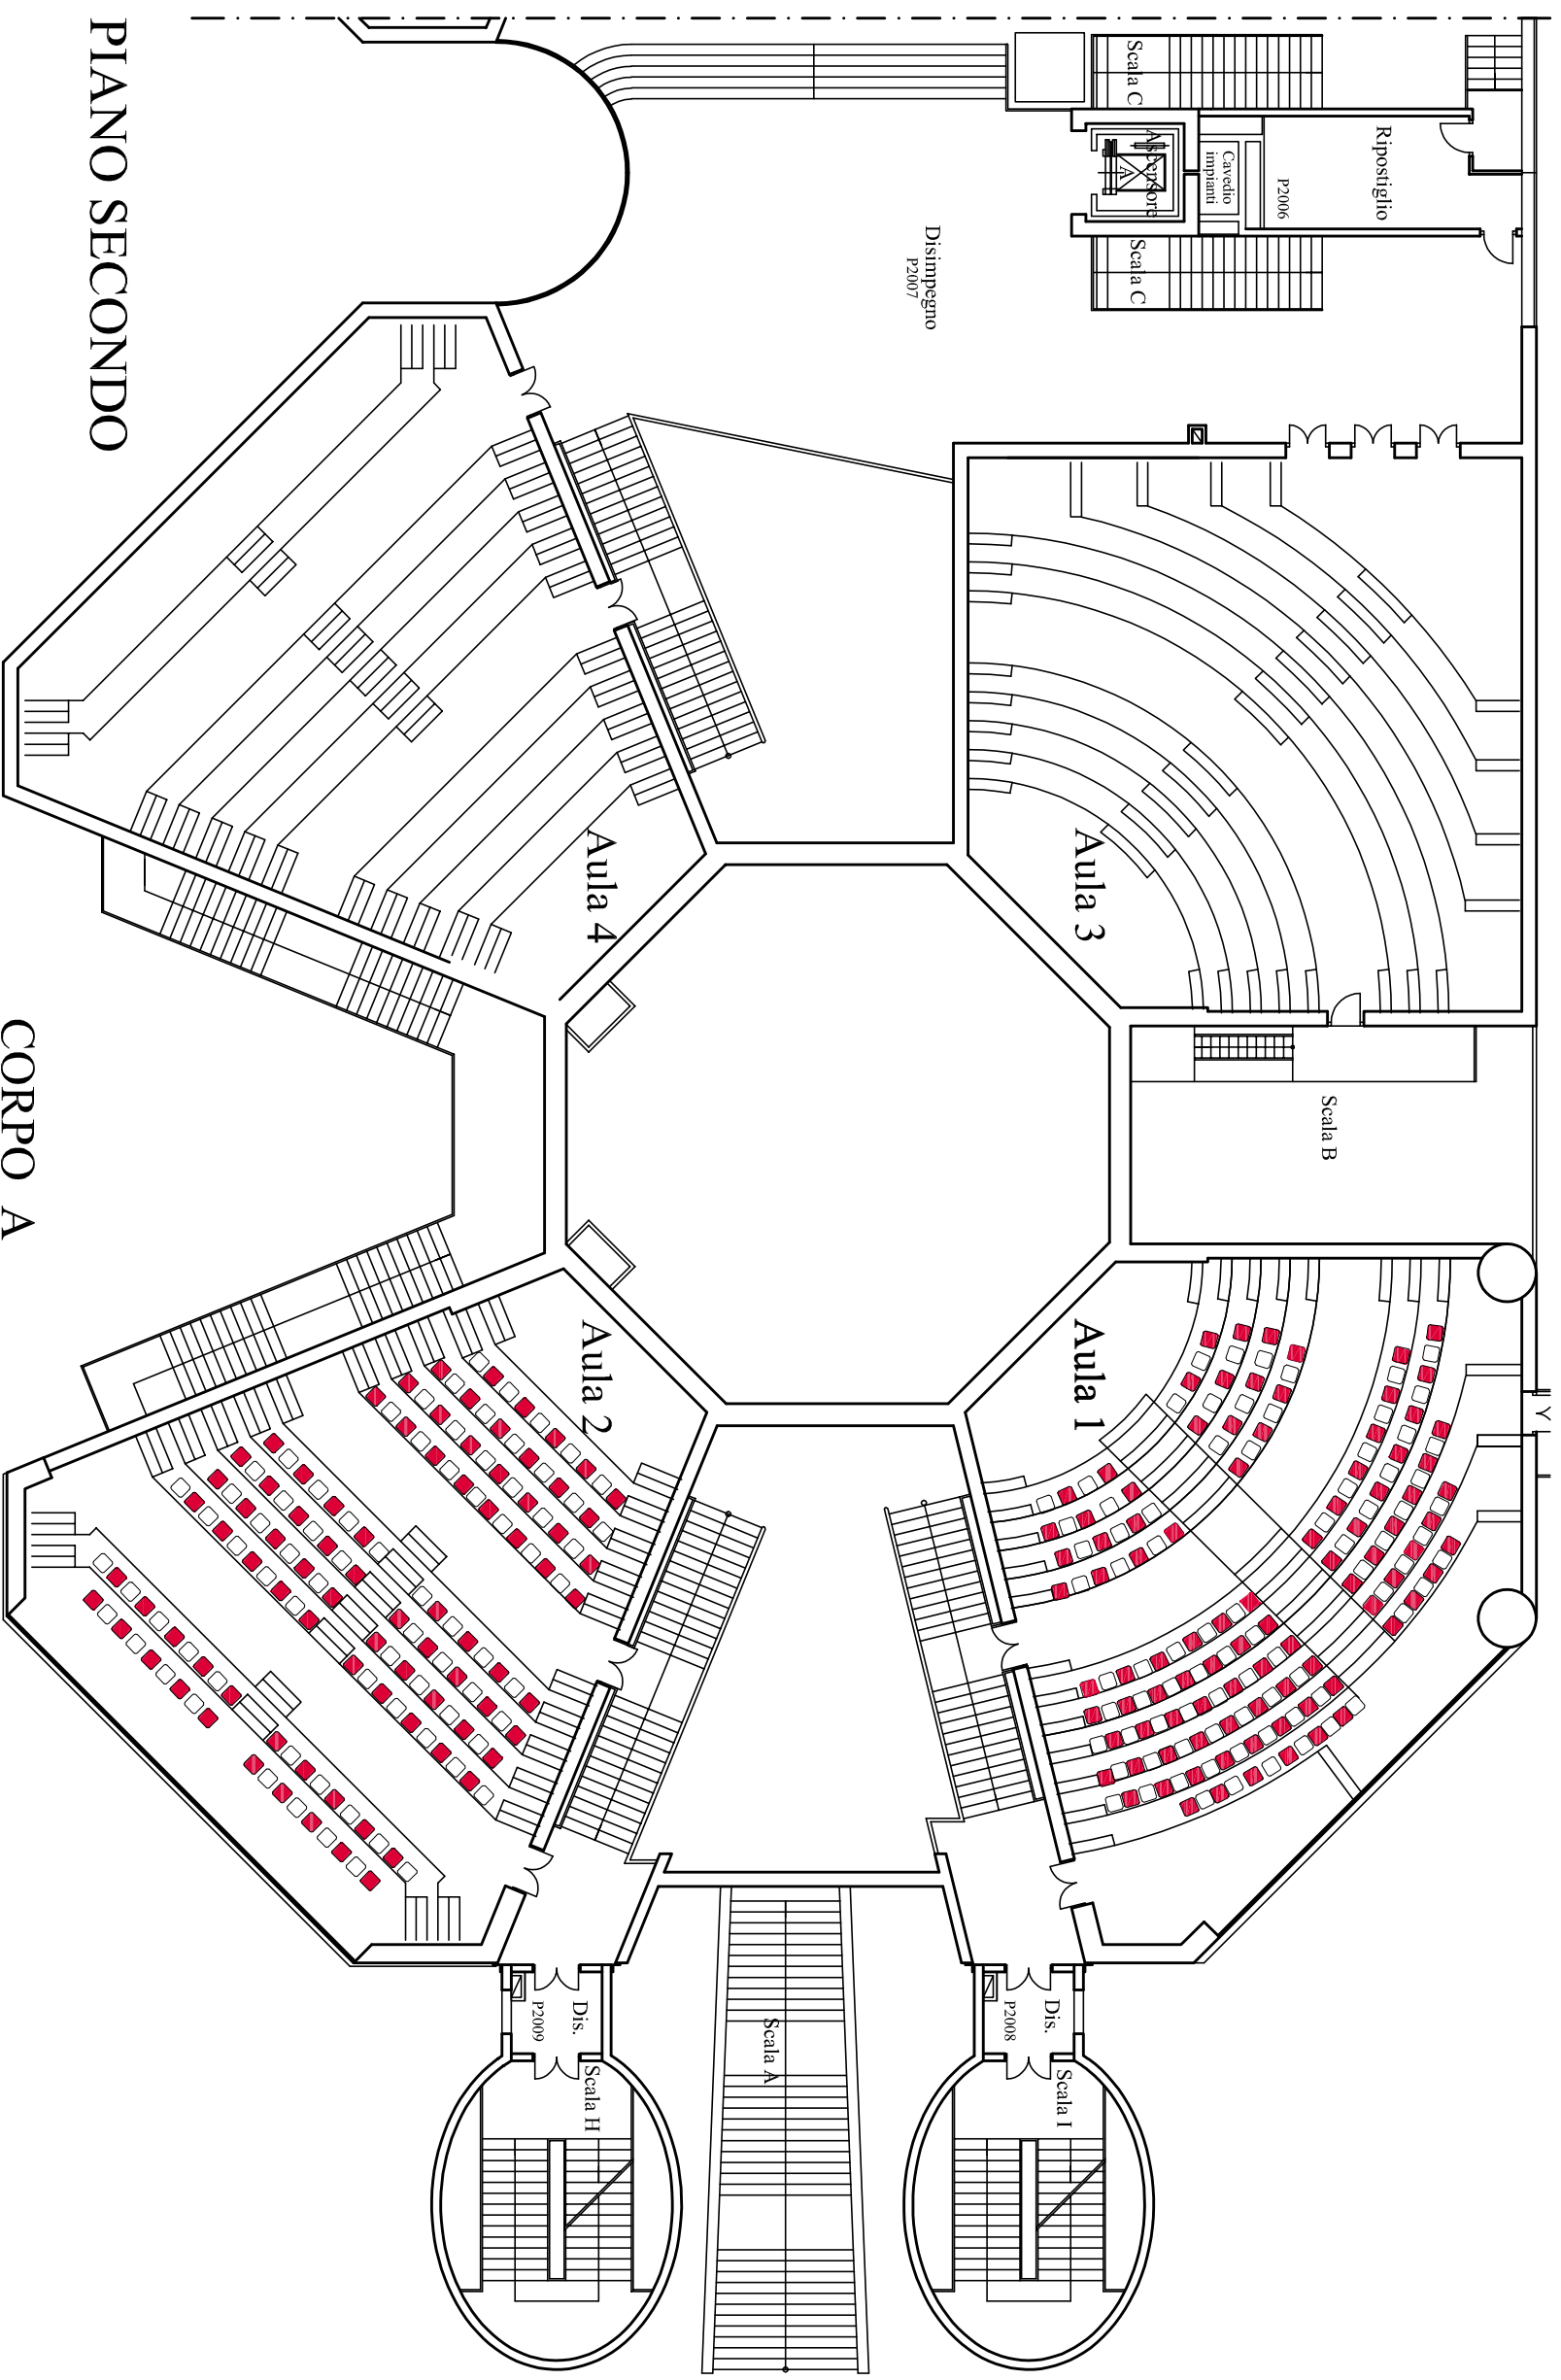 Scala C
Ascensore
A
Cavedio
impianti
P2006
Ripostiglio
Scala C
Disimpegno
P2007
PIANO SECONDO
Aula 3
Aula 4
CORPO A
Scala B
Aula 1
Aula 2
Y
Dis.
P2008
Scala I
Dis.
P2009
Scala H
Scala A